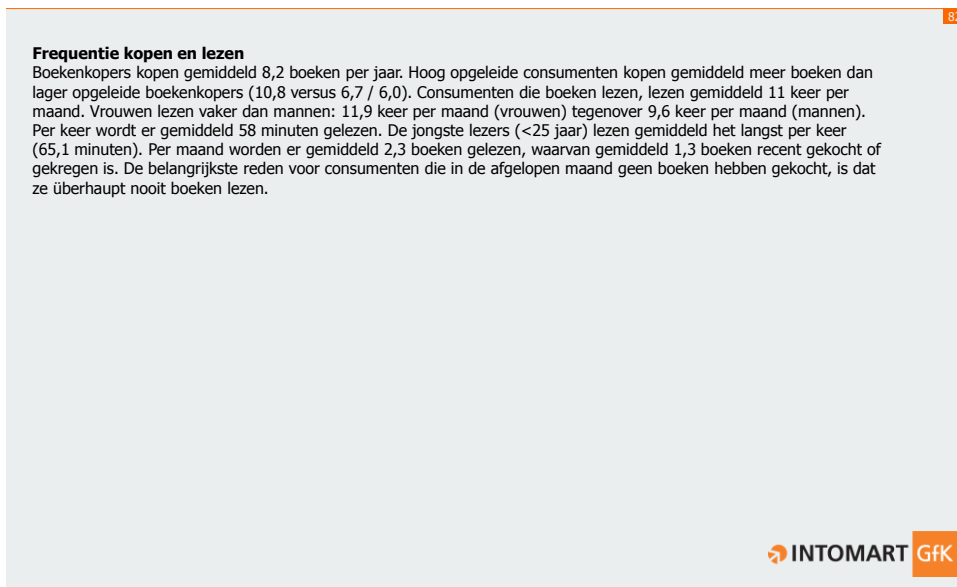 82
Frequentie kopen en lezen
Boekenkopers kopen gemiddeld 8,2 boeken per jaar. Hoog opgeleide consumenten kopen gemiddeld meer boeken dan
lager opgeleide boekenkopers (10,8 versus 6,7 / 6,0). Consumenten die boeken lezen, lezen gemiddeld 11 keer per
maand. Vrouwen lezen vaker dan mannen: 11,9 keer per maand (vrouwen) tegenover 9,6 keer per maand (mannen).
Per keer wordt er gemiddeld 58 minuten gelezen. De jongste lezers (<25 jaar) lezen gemiddeld het langst per keer
(65,1 minuten). Per maand worden er gemiddeld 2,3 boeken gelezen, waarvan gemiddeld 1,3 boeken recent gekocht of
gekregen is. De belangrijkste reden voor consumenten die in de afgelopen maand geen boeken hebben gekocht, is dat
ze überhaupt nooit boeken lezen.
INTOMART GfK